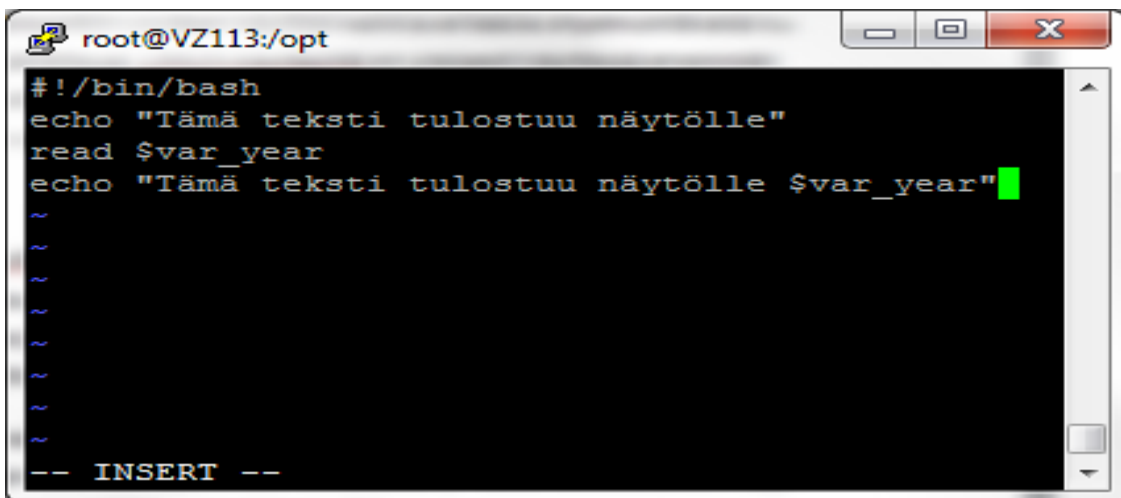 root@VZ113:/opt
#!/bin/bash
echo "Tämä teksti tulostuu näytölle"
read $var_year
echo "Tämä teksti tulostuu näytölle $var_year"
~
~
~
~
~
~
~
~
-- INSERT --